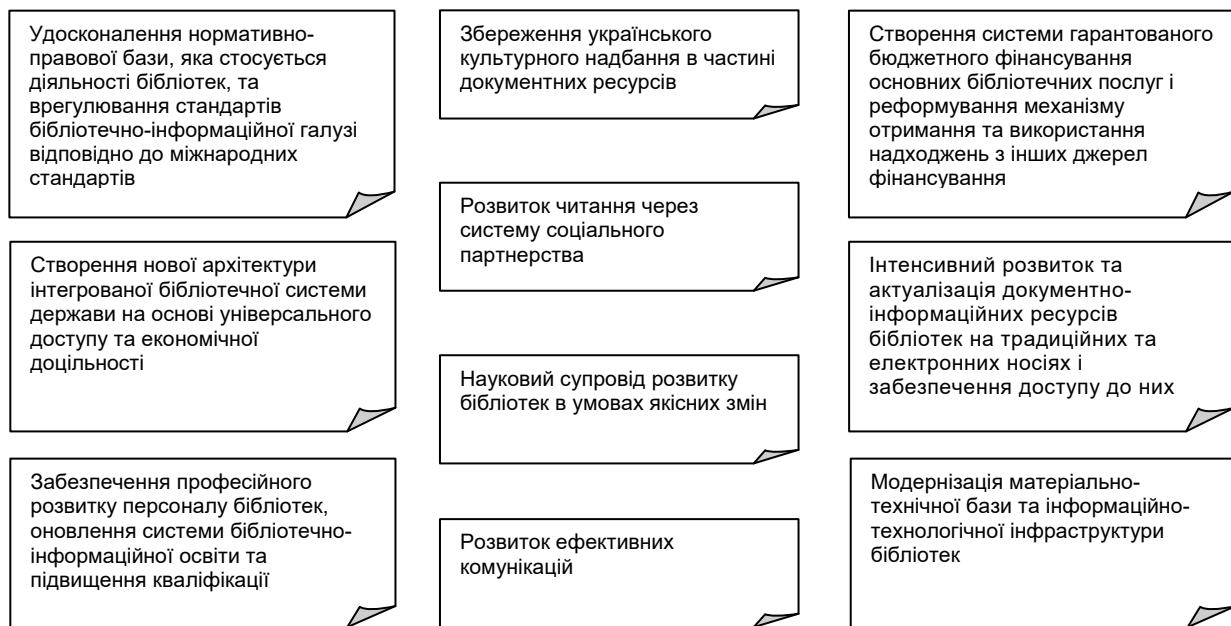 Удосконалення нормативно-
правової бази, яка стосується
діяльності бібліотек, та
врегулювання стандартів
бібліотечно-інформаційної галузі
відповідно до міжнародних
стандартів
Створення нової архітектури
інтегрованої бібліотечної системи
держави на основі універсального
доступу та економічної
доцільності
Забезпечення професійного
розвитку персоналу бібліотек,
оновлення системи бібліотечно-
інформаційної освіти та
підвищення кваліфікації
Збереження українського
культурного надбання в частині
документних ресурсів
Розвиток читання через
систему соціального
партнерства
Науковий супровід розвитку
бібліотек в умовах якісних змін
Розвиток ефективних
комунікацій
Створення системи гарантованого
бюджетного фінансування
основних бібліотечних послуг і
реформування механізму
отримання та використання
надходжень з інших джерел
фінансування
Інтенсивний розвиток та
актуалізація документно-
інформаційних ресурсів
бібліотек на традиційних та
електронних носіях і
забезпечення доступу до них
Модернізація матеріально-
технічної бази та інформаційно-
технологічної інфраструктури
бібліотек